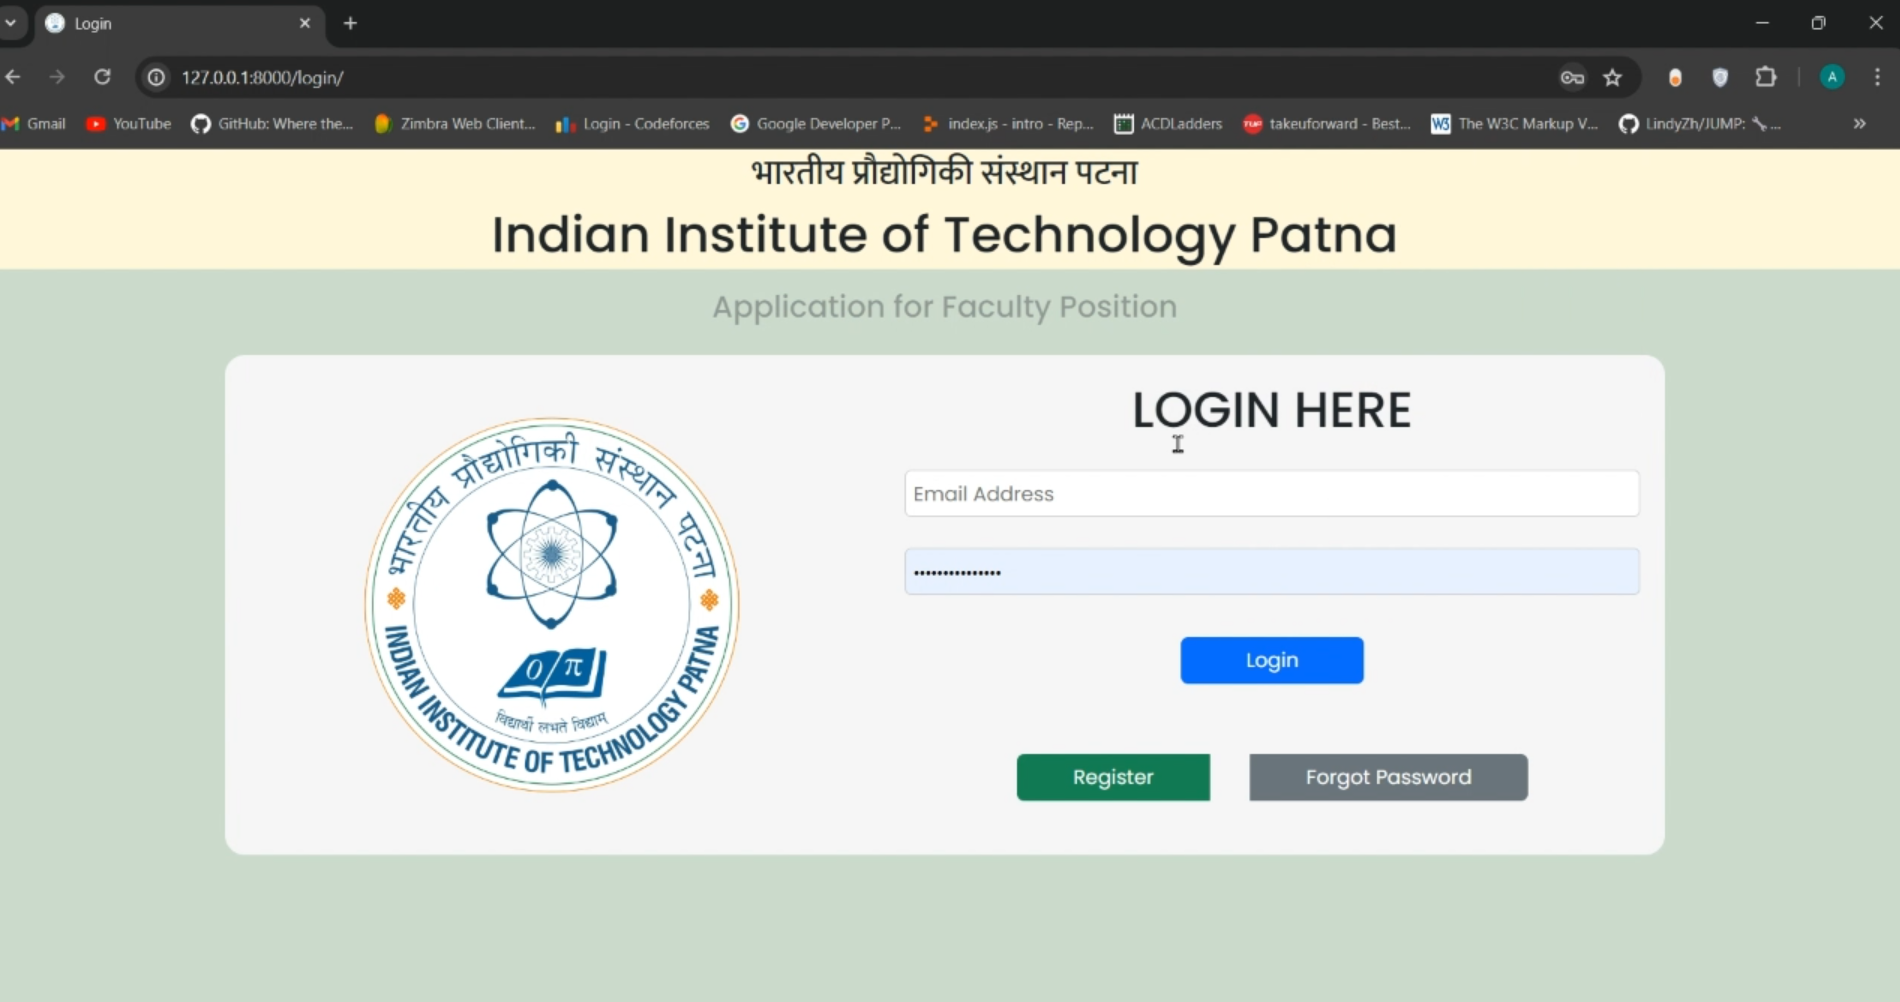 Login
127.0.0.1:8000/login/
A
Gmail
YouTube
GitHub: Where the...
Zimbra Web Client...
Login - Codeforces
Google Developer P...
index.js - intro - Rep...
ACDLadders
TUF
takeuforward - Best...
W3
The W3C Markup V...
LindyZh/JUMP: ...
भारतीय प्रौद्योगिकी संस्थान पटना
Indian Institute of Technology Patna
Application for Faculty Position
भारतीय प्रौद्योगिकी संस्थान पटना
0 π
विद्यार्थी लभते विद्याम्
INDIAN INSTITUTE OF TECHNOLOGY PATNA
LOGIN HERE
Email Address
•••••••••••••••
Login
Register
Forgot Password